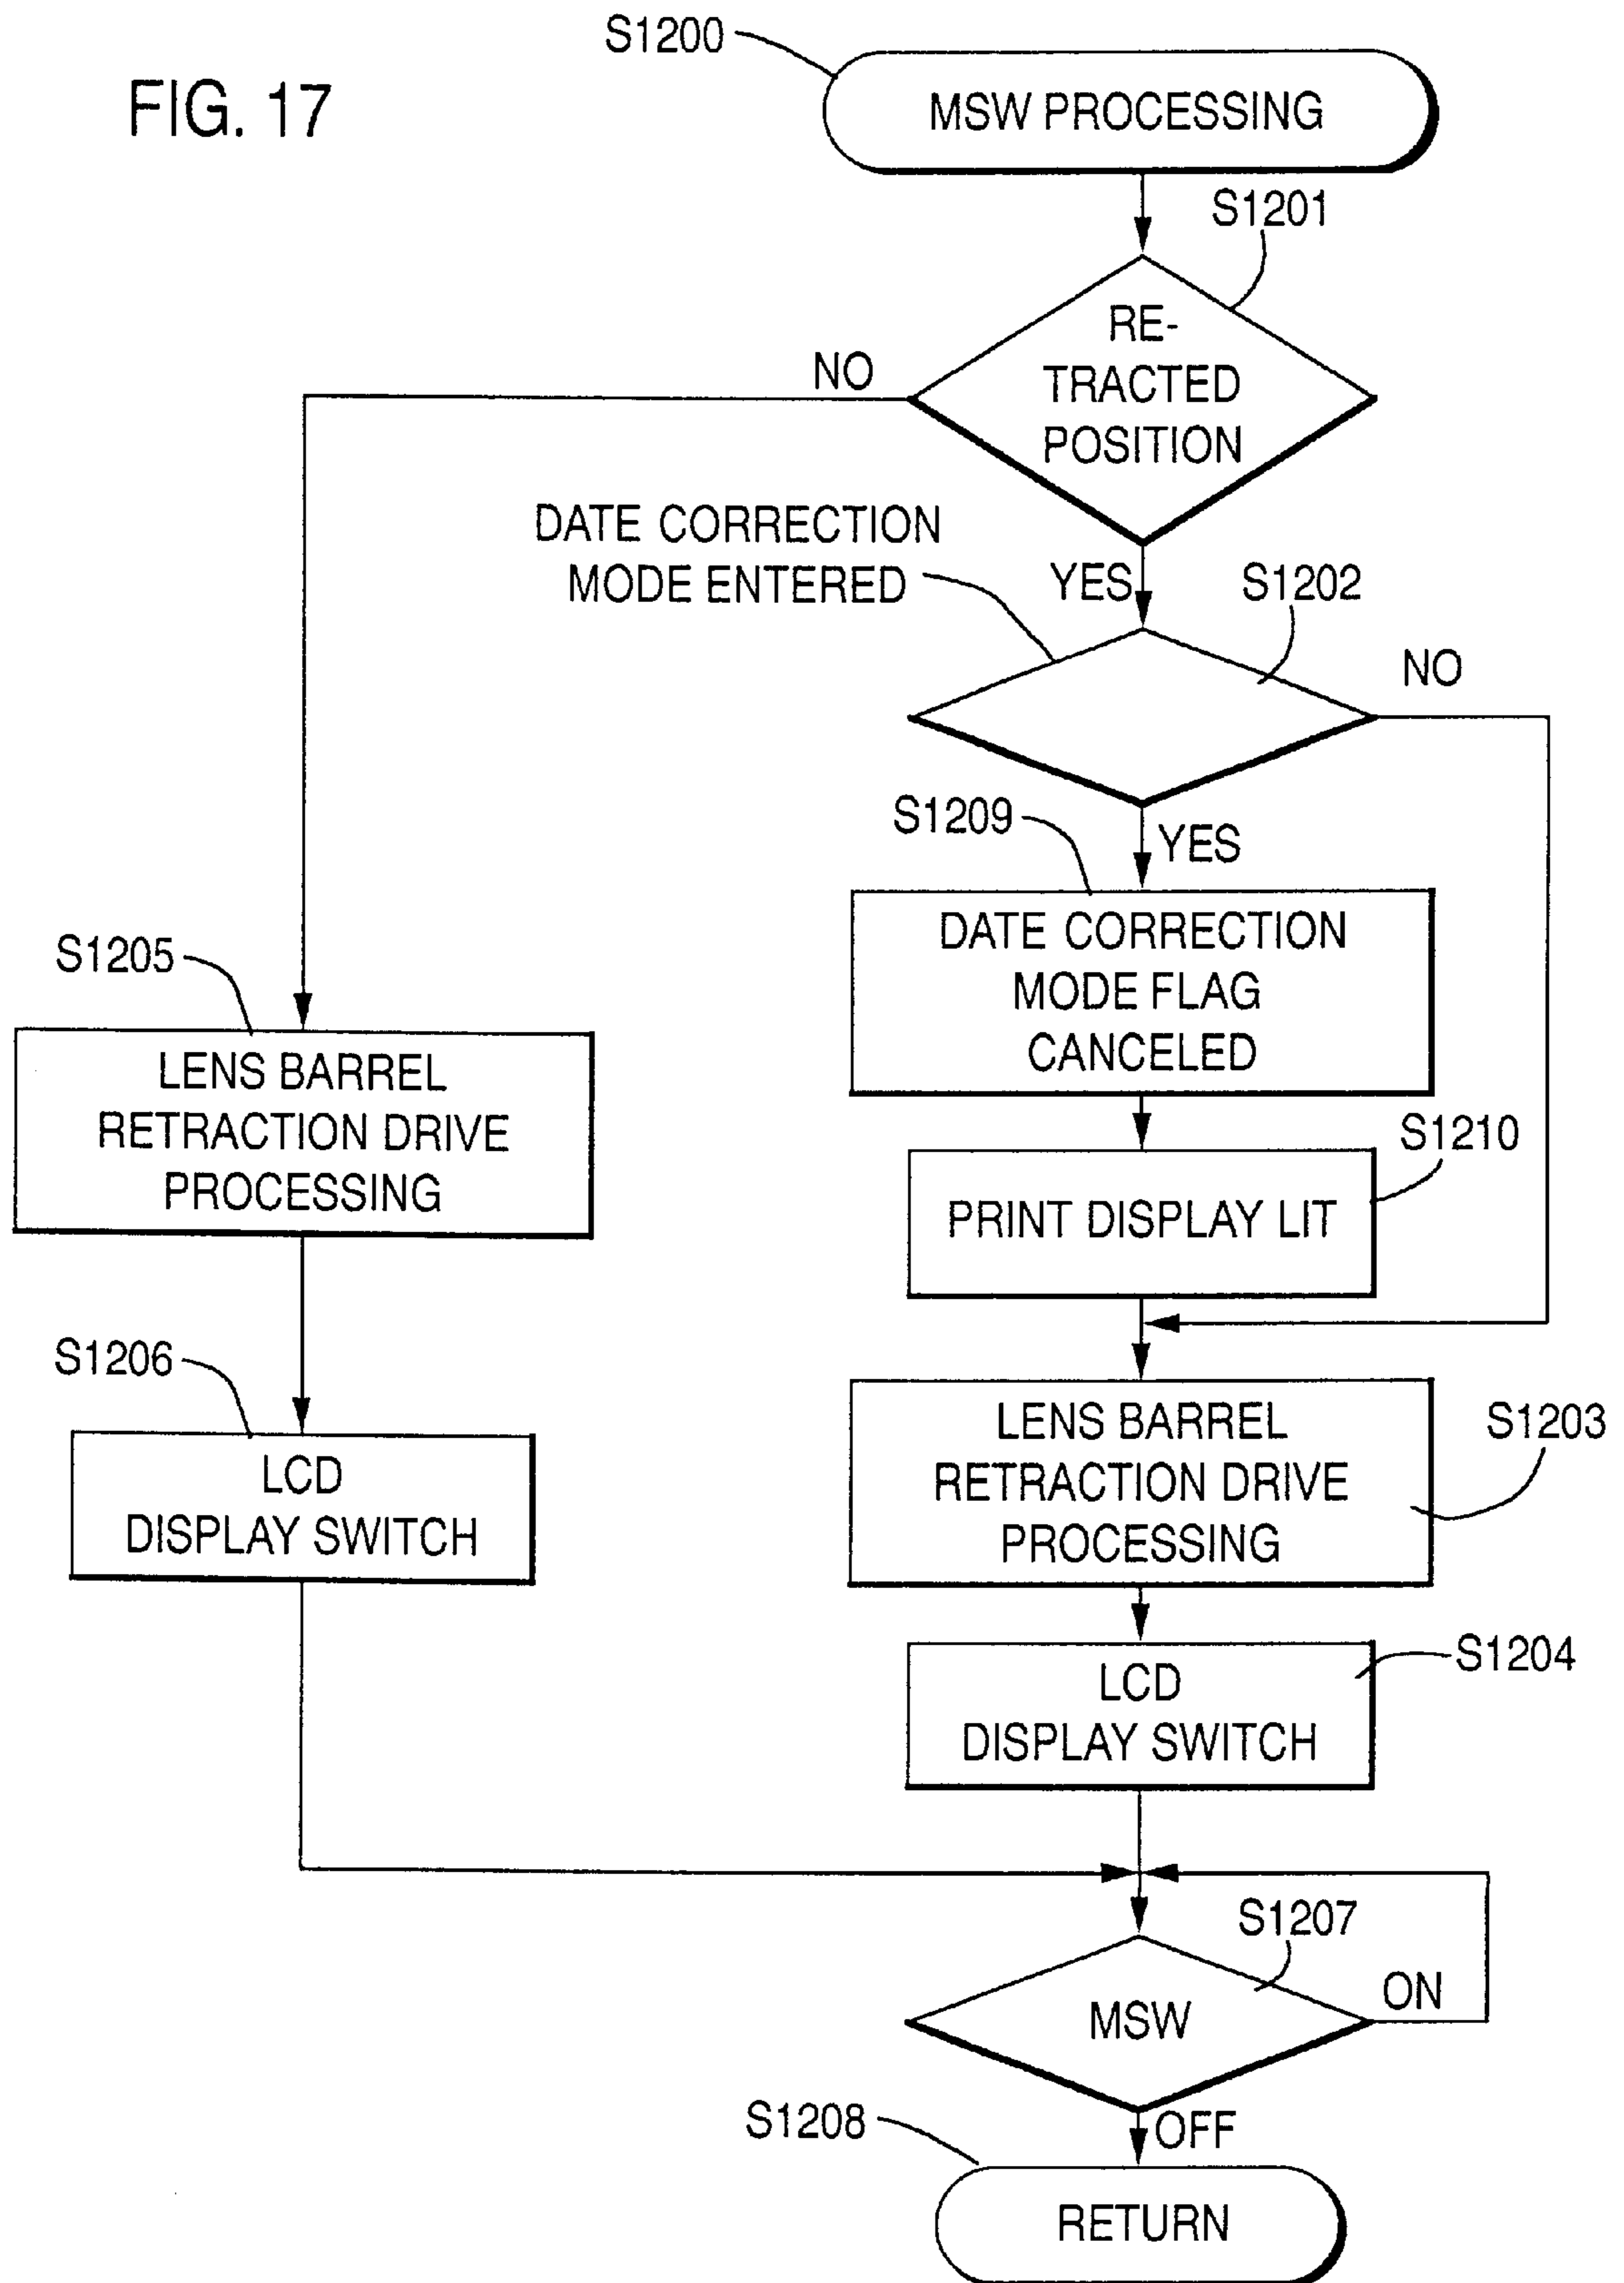 FIG. 17
S1200
MSW PROCESSING
S1201
RE-
TRACTED
POSITION
NO
YES
DATE CORRECTION
MODE ENTERED
S1202
NO
YES
S1209
DATE CORRECTION
MODE FLAG
CANCELED
S1210
PRINT DISPLAY LIT
S1205
LENS BARREL
RETRACTION DRIVE
PROCESSING
S1206
LCD
DISPLAY SWITCH
S1203
LENS BARREL
RETRACTION DRIVE
PROCESSING
S1204
LCD
DISPLAY SWITCH
S1207
MSW
ON
OFF
S1208
RETURN